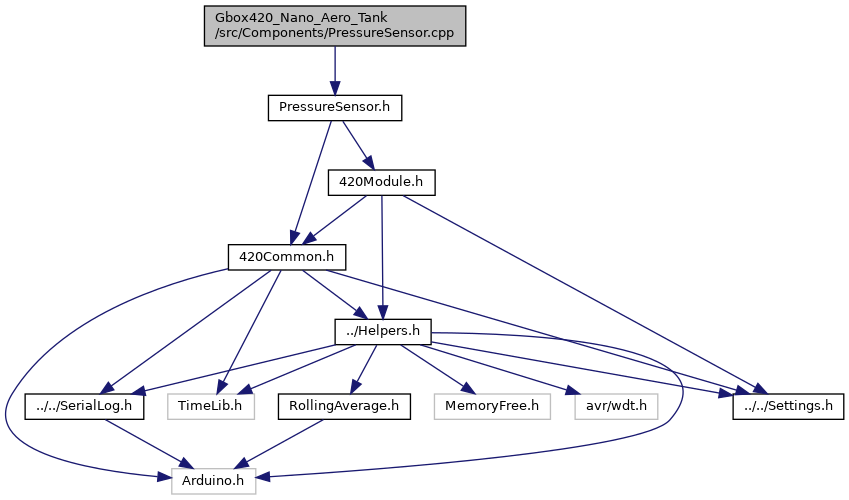 Gbox420_Nano_Aero_Tank
/src/Components/PressureSensor.cpp
PressureSensor.h
420Module.h
420Common.h
../Helpers.h
../../SerialLog.h
TimeLib.h
RollingAverage.h
MemoryFree.h
avr/wdt.h
../../Settings.h
Arduino.h